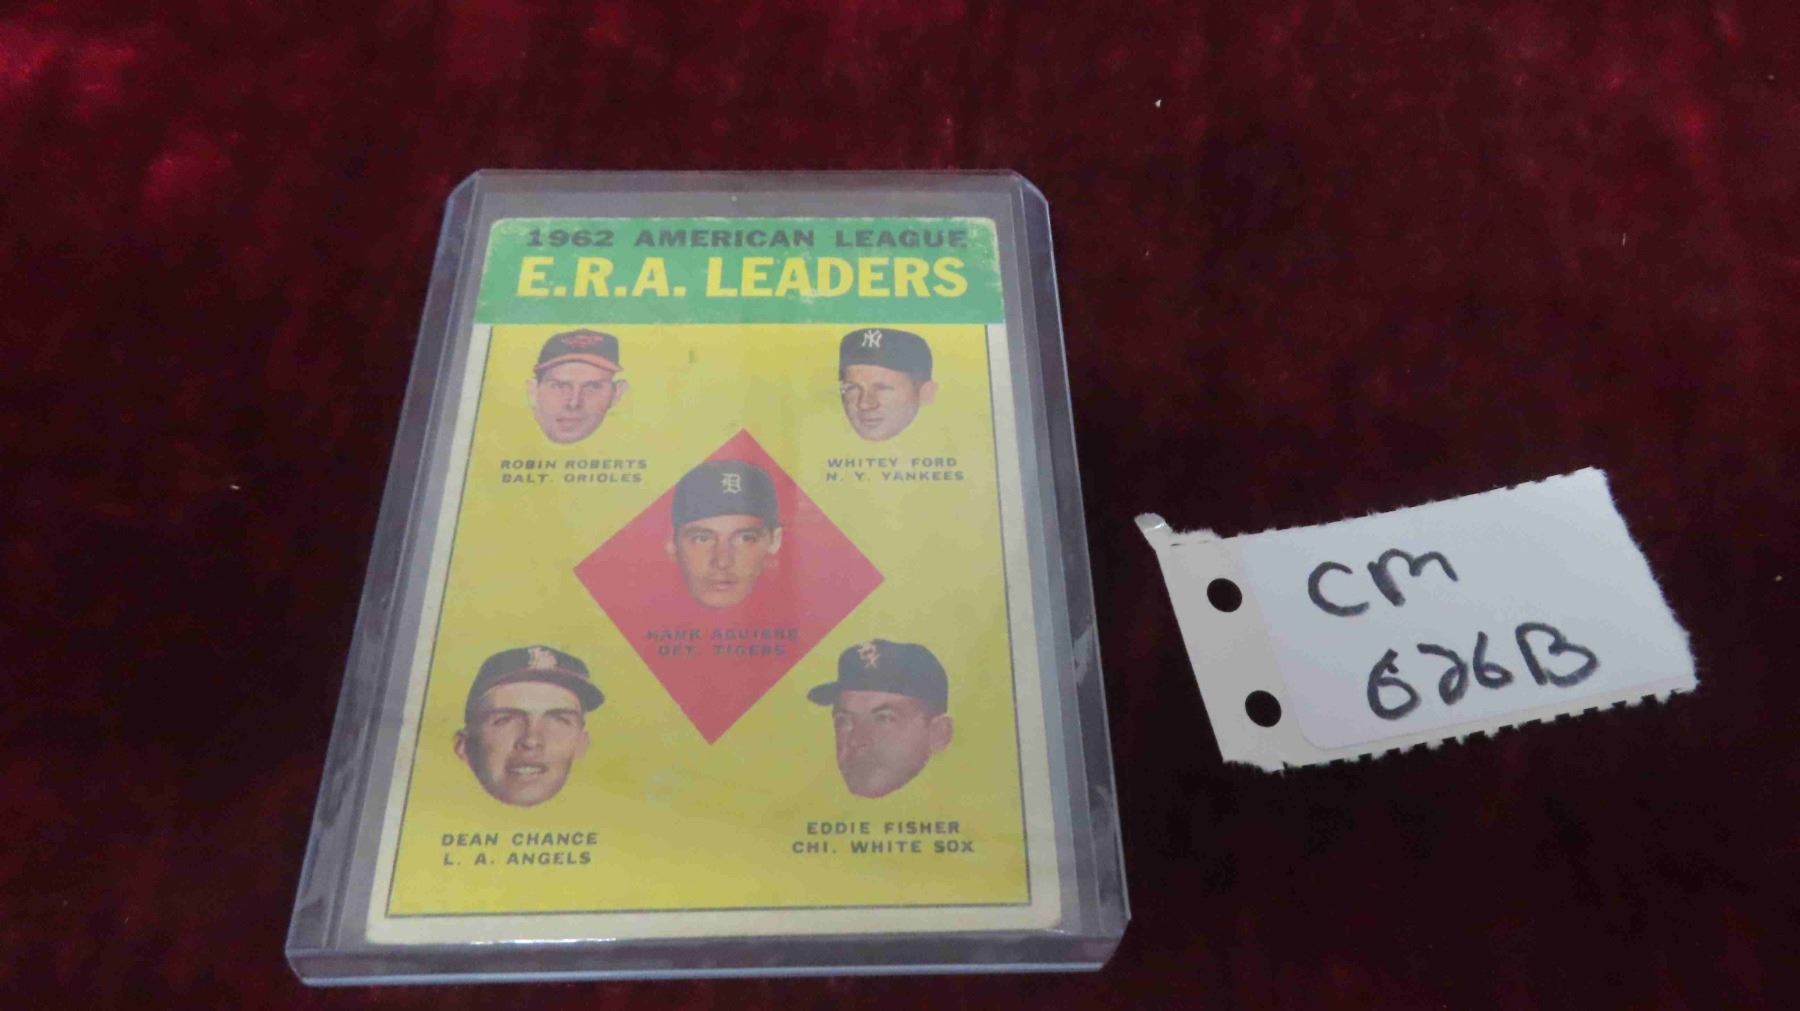 1962 AMERICAN LEAGUE
E.R.A. LEADERS
ROBIN ROBERTS
BALT. ORIOLES
WHITEY FORD
N. Y. YANKEES
HANK AGUIRRE
DET. TIGERS
DEAN CHANCE
L. A. ANGELS
EDDIE FISHER
CHI. WHITE SOX
CM
626B